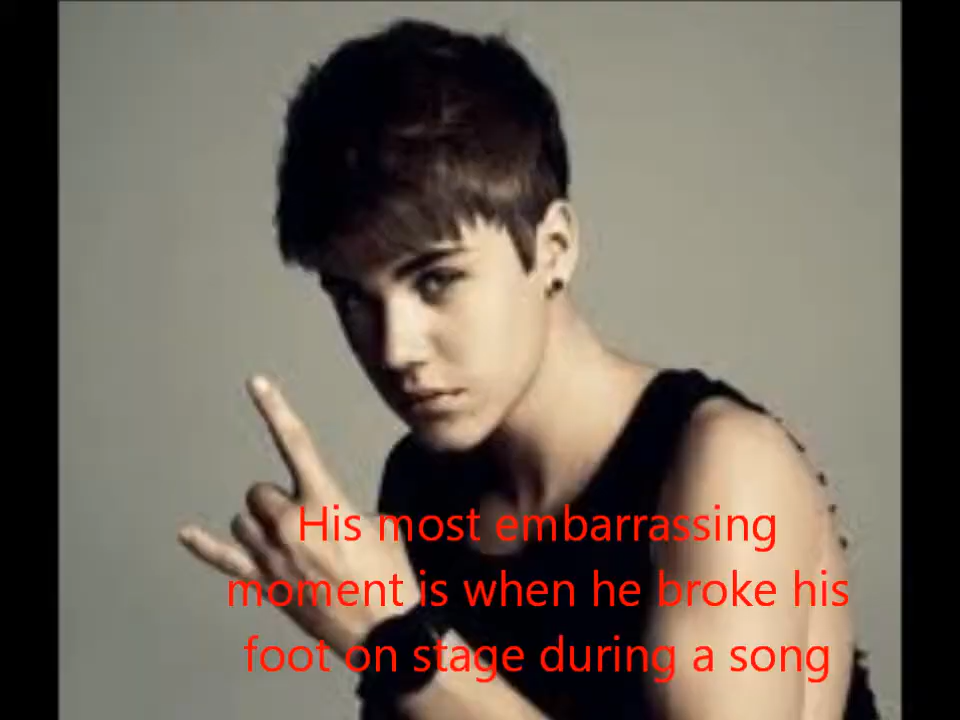 His most embarrassing
moment is when he broke his
foot on stage during a song